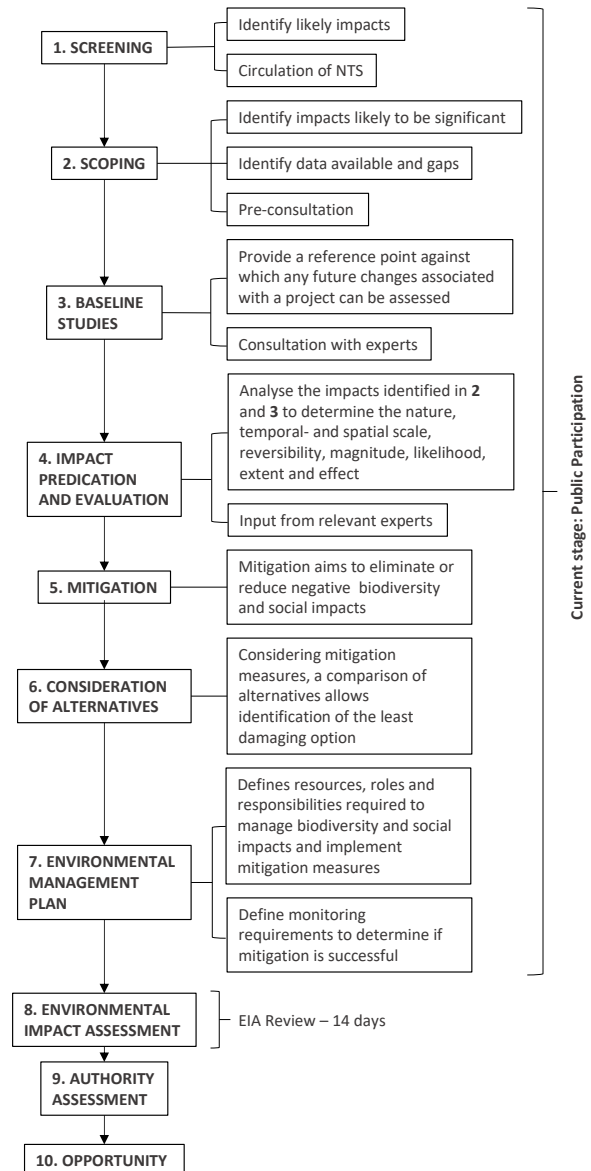 1. SCREENING
Identify likely impacts
Circulation of NTS
2. SCOPING
Identify impacts likely to be significant
Identify data available and gaps
Pre-consultation
3. BASELINE
STUDIES
Provide a reference point against
which any future changes associated
with a project can be assessed
Consultation with experts
4. IMPACT
PREDICATION
AND EVALUATION
Analyse the impacts identified in 2
and 3 to determine the nature,
temporal- and spatial scale,
reversibility, magnitude, likelihood,
extent and effect
Input from relevant experts
5. MITIGATION
Mitigation aims to eliminate or
reduce negative biodiversity
and social impacts
6. CONSIDERATION
OF ALTERNATIVES
Considering mitigation
measures, a comparison of
alternatives allows
identification of the least
damaging option
7. ENVIRONMENTAL
MANAGEMENT
PLAN
Defines resources, roles and
responsibilities required to
manage biodiversity and social
impacts and implement
mitigation measures
Define monitoring
requirements to determine if
mitigation is successful
Current stage: Public Participation
8. ENVIRONMENTAL
IMPACT ASSESSMENT
EIA Review – 14 days
9. AUTHORITY
ASSESSMENT
10. OPPORTUNITY